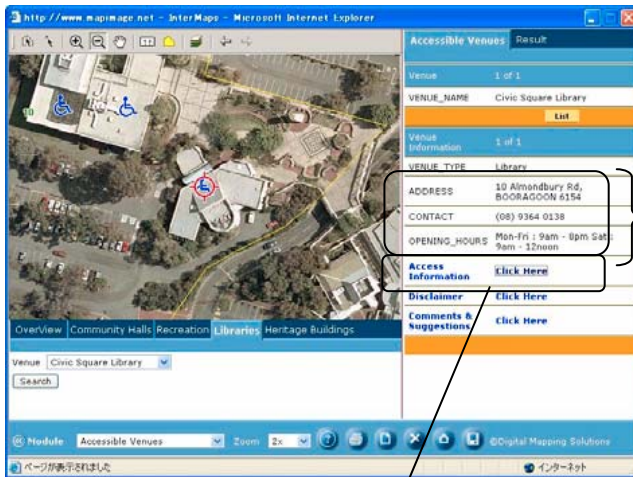 http://www.mapimage.net - InterMaps - Microsoft Internet Explorer
Accessible Venues Result
Venue 1 of 1
VENUE_NAME Civic Square Library
List
Venue Information 1 of 1
VENUE_TYPE Library
ADDRESS 10 Almondbury Rd,
BOORAGOON 6154
CONTACT (08) 9364 0138
OPENING_HOURS Mon-Fri : 9am - 8pm Sat :
9am - 12noon
Access
Information Click Here
Disclaimer Click Here
Comments &
Suggestions Click Here
10
OverView Community Halls Recreation Libraries Heritage Buildings
Venue Civic Square Library
Search
Module Accessible Venues Zoom 2x ©Digital Mapping Solutions
ページが表示されました インターネット